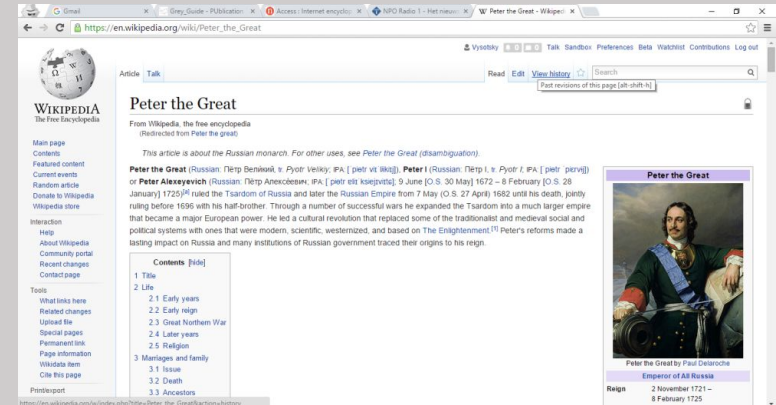 Gmail
Grey_Guide - PUblication
Access : Internet encyclop
NPO Radio 1 - Het nieuw
Peter the Great - Wikiped
https://en.wikipedia.org/wiki/Peter_the_Great
Vysotsky 0 0 Talk Sandbox Preferences Beta Watchlist Contributions Log out
Article Talk
Read Edit View history Search
Past revisions of this page [alt-shift-h]
WIKIPEDIA
The Free Encyclopedia
Main page
Contents
Featured content
Current events
Random article
Donate to Wikipedia
Wikipedia store
Interaction
Help
About Wikipedia
Community portal
Recent changes
Contact page
Tools
What links here
Related changes
Upload file
Special pages
Permanent link
Page information
Wikidata item
Cite this page
Print/export
Peter the Great
From Wikipedia, the free encyclopedia
(Redirected from Peter the great)
This article is about the Russian monarch. For other uses, see Peter the Great (disambiguation).
Peter the Great (Russian: Пётр Вели́кий, tr. Pyotr Velikiy; IPA: Peter I (Russian: Пётр I, tr. Pyotr I; IPA:
or Peter Alexeyevich (Russian: Пётр Алексе́евич; IPA: 9 June [O.S. 30 May] 1672 – 8 February [O.S. 28
January] 1725)[a] ruled the Tsardom of Russia and later the Russian Empire from 7 May (O.S. 27 April) 1682 until his death, jointly
ruling before 1696 with his half-brother. Through a number of successful wars he expanded the Tsardom into a much larger empire
that became a major European power. He led a cultural revolution that replaced some of the traditionalist and medieval social and
political systems with ones that were modern, scientific, westernized, and based on The Enlightenment.[1] Peter's reforms made a
lasting impact on Russia and many institutions of Russian government traced their origins to his reign.
Contents [hide]
1 Title
2 Life
2.1 Early years
2.2 Early reign
2.3 Great Northern War
2.4 Later years
2.5 Religion
3 Marriages and family
3.1 Issue
3.2 Death
3.3 Ancestors
Peter the Great
Peter the Great by Paul Delaroche
Emperor of All Russia
Reign 2 November 1721 –
8 February 1725
https://en.wikipedia.org/w/index.php?title=Peter_the_Great&action=history